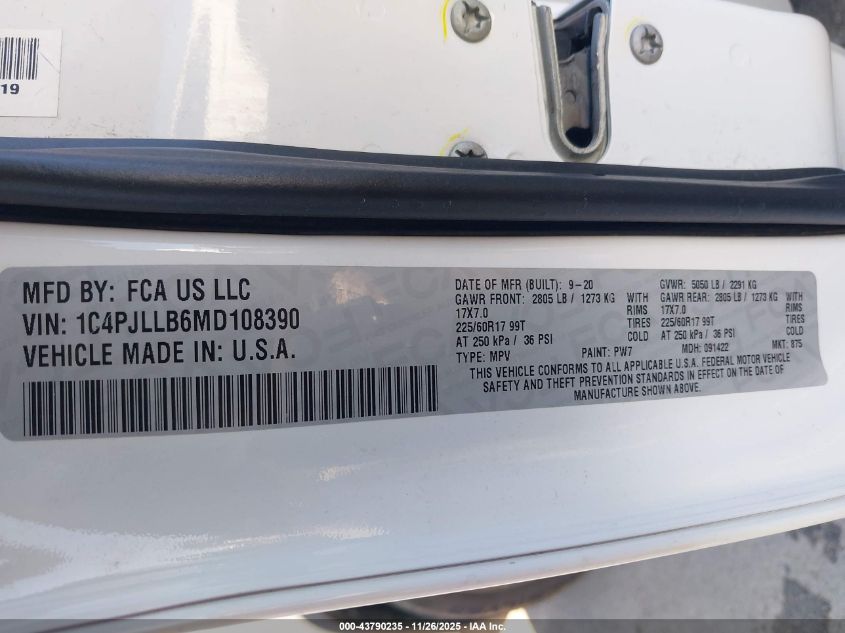 19
MFD BY: FCA US LLC
VIN: 1C4PJLLB6MD108390
VEHICLE MADE IN: U.S.A.
DATE OF MFR (BUILT): 9-20 GVWR: 5050 LB / 2291 KG
GAWR FRONT: 2805 LB / 1273 KG WITH GAWR REAR: 2805 LB / 1273 KG WITH
17X7.0 RIMS 17X7.0 RIMS
225/60R17 99T TIRES 225/60R17 99T TIRES
AT 250 kPa / 36 PSI COLD AT 250 kPa / 36 PSI COLD
TYPE: MPV PAINT: PW7 MDH: 091422 MKT: 875
THIS VEHICLE CONFORMS TO ALL APPLICABLE U.S.A. FEDERAL MOTOR VEHICLE
SAFETY AND THEFT PREVENTION STANDARDS IN EFFECT ON THE DATE OF
MANUFACTURE SHOWN ABOVE.
000-43790235 - 11/26/2025 - IAA Inc.